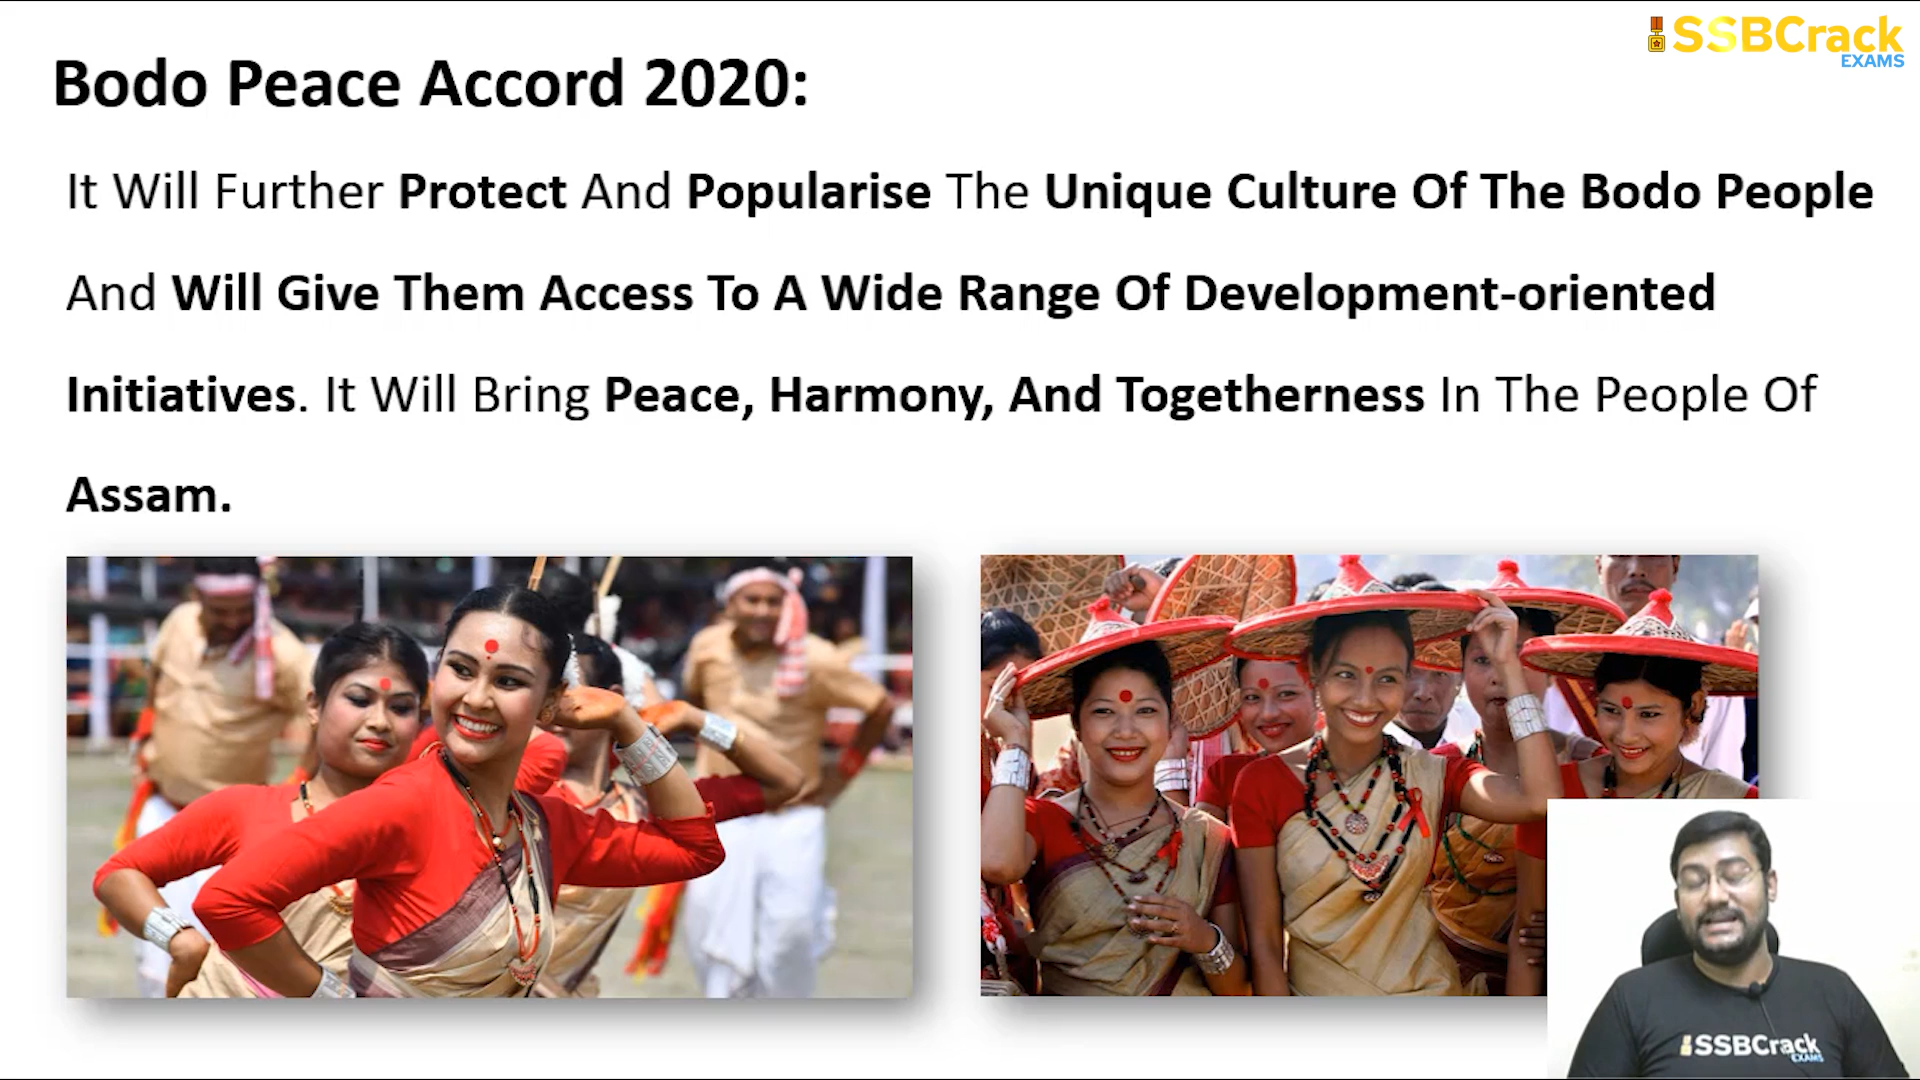 SSBCrack
EXAMS
Bodo Peace Accord 2020:
It Will Further Protect And Popularise The Unique Culture Of The Bodo People
And Will Give Them Access To A Wide Range Of Development-oriented
Initiatives. It Will Bring Peace, Harmony, And Togetherness In The People Of
Assam.
SSBCrack
EXAMS